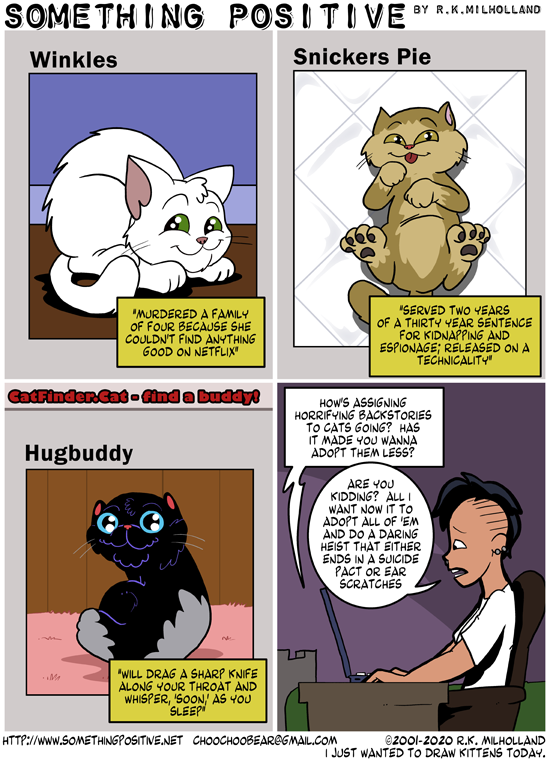 SOMETHING POSITIVE BY R.K.MILHOLLAND
Winkles
"MURDERED A FAMILY
OF FOUR BECAUSE SHE
COULDN'T FIND ANYTHING
GOOD ON NETFLIX"
Snickers Pie
"SERVED TWO YEARS
OF A THIRTY YEAR SENTENCE
FOR KIDNAPPING AND
ESPIONAGE; RELEASED ON A
TECHNICALITY"
CatFinder.Cat - find a buddy!
Hugbuddy
"WILL DRAG A SHARP KNIFE
ALONG YOUR THROAT AND
WHISPER, 'SOON,' AS YOU
SLEEP"
HOW'S ASSIGNING
HORRIFYING BACKSTORIES
TO CATS GOING? HAS
IT MADE YOU WANNA
ADOPT THEM LESS?
ARE YOU
KIDDING? ALL I
WANT NOW IT TO
ADOPT ALL OF 'EM
AND DO A DARING
HEIST THAT EITHER
ENDS IN A SUICIDE
PACT OR EAR
SCRATCHES
HTTP://WWW.SOMETHINGPOSITIVE.NET CHOOCHOOBEAR@GMAIL.COM ©2001-2020 R.K. MILHOLLAND
I JUST WANTED TO DRAW KITTENS TODAY.